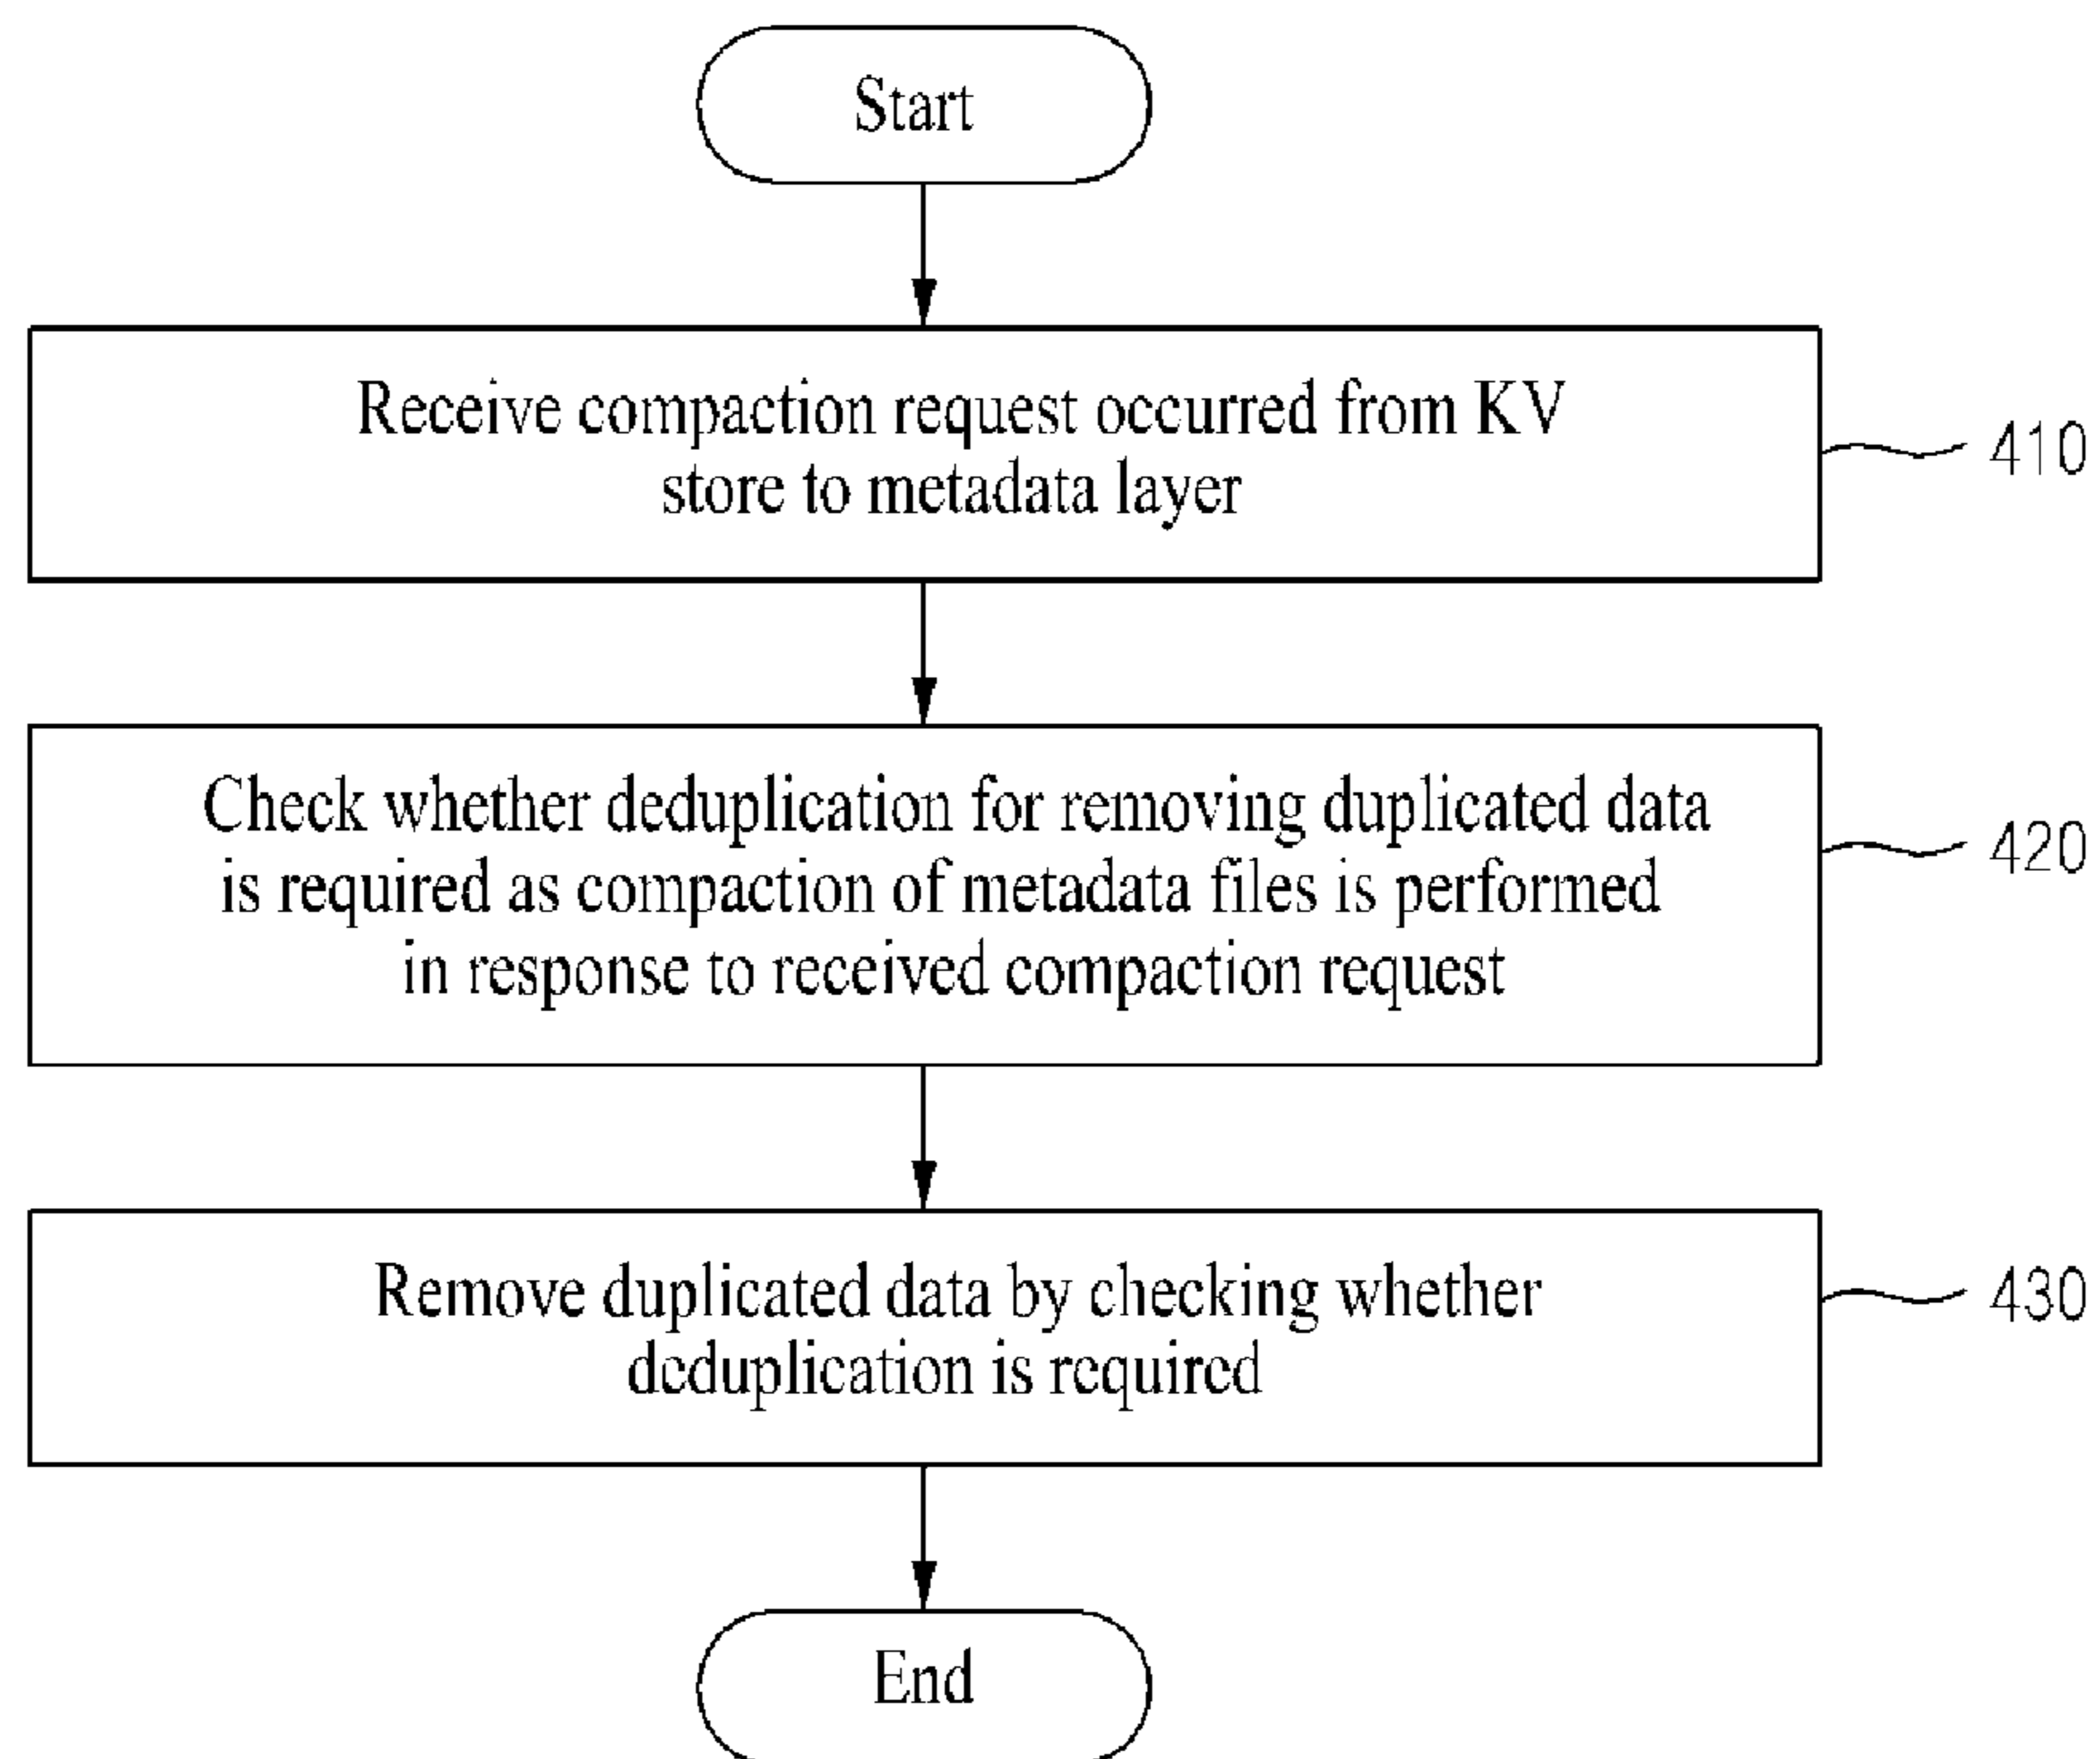 Start
Receive compaction request occurred from KV
store to metadata layer
410
Check whether deduplication for removing duplicated data
is required as compaction of metadata files is performed
in response to received compaction request
420
Remove duplicated data by checking whether
deduplication is required
430
End